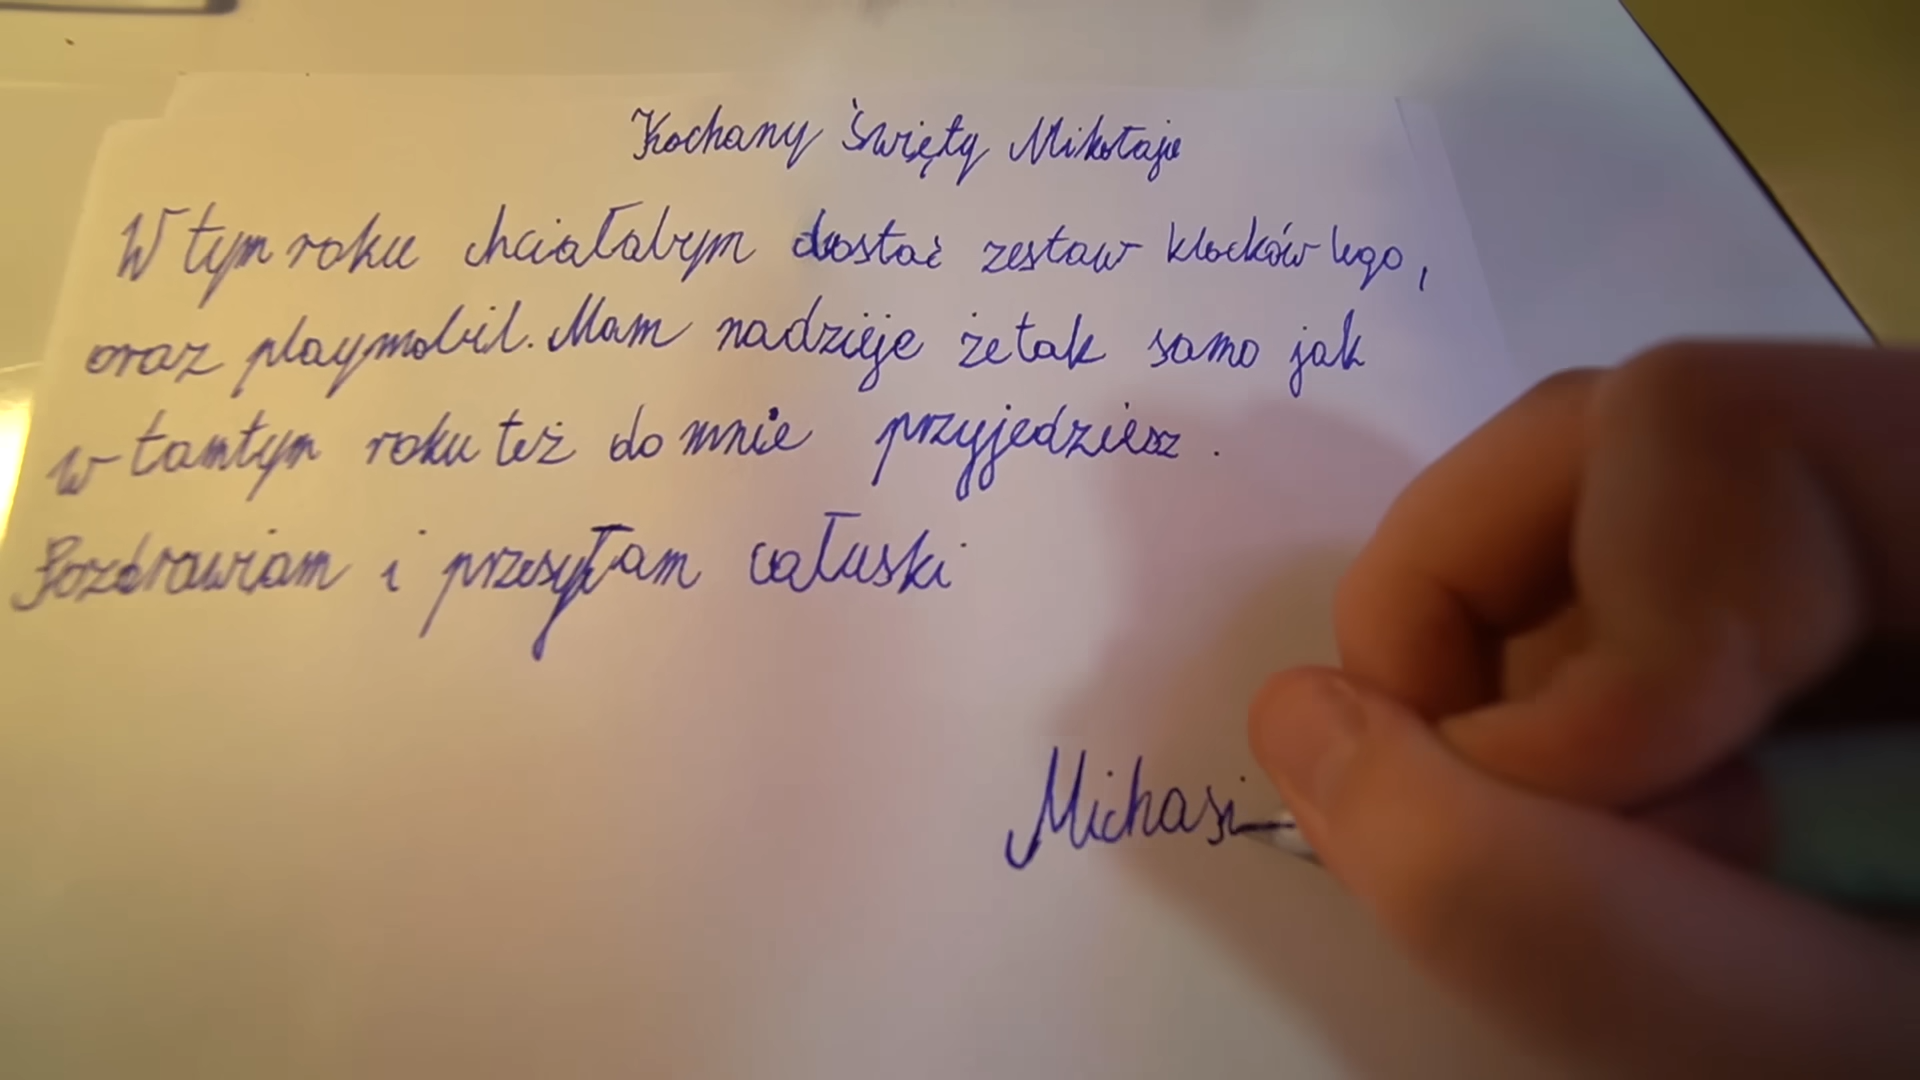 Kochany Święty Mikołaju
W tym roku chciałabym dostać zestaw klocków lego,
oraz playmobil. Mam nadzieje że tak samo jak
w tamtym roku też do mnie przyjedziesz.
Pozdrawiam i przesyłam całuski
Michasi